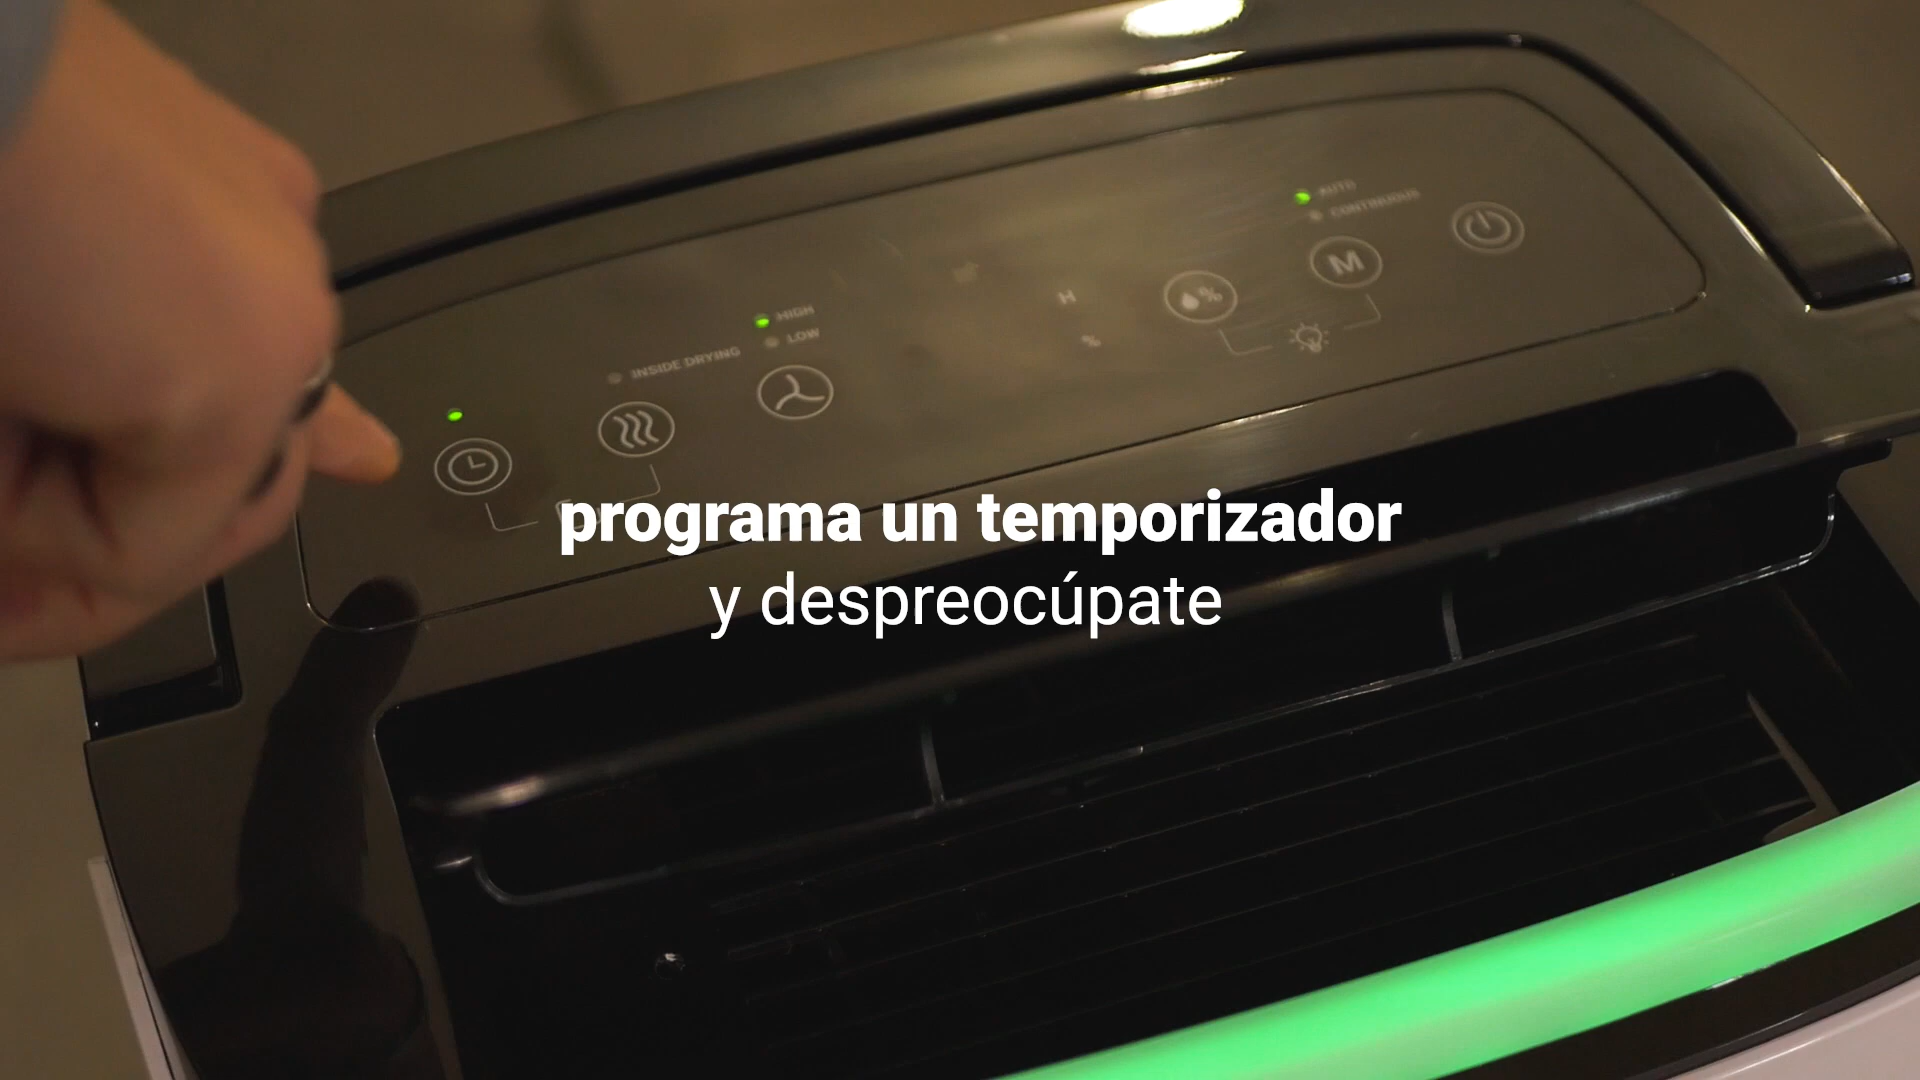 AUTO
CONTINUOUS
M
HIGH
LOW
H
%
%
INSIDE DRYING
programa un temporizador
y despreocúpate